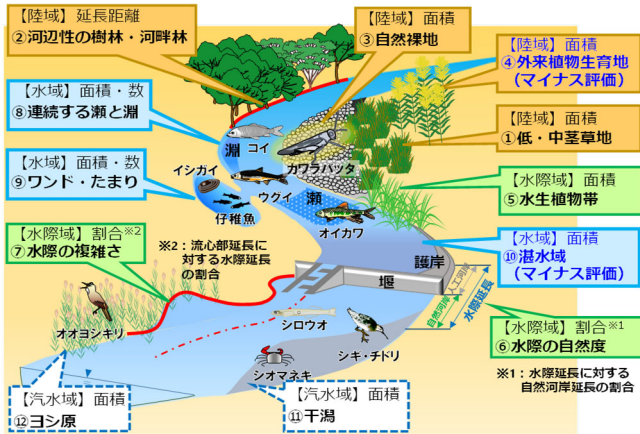 【陸域】延長距離
②河辺性の樹林・河畔林
【陸域】面積
③自然裸地
【陸域】面積
④外来植物生育地
(マイナス評価)
【水域】面積・数
⑧連続する瀬と淵
【陸域】面積
①低・中茎草地
淵
コイ
カワラバッタ
【水域】面積・数
⑨ワンド・たまり
イシガイ
ウグイ
瀬
仔稚魚
オイカワ
【水際域】面積
⑤水生植物帯
【水際域】割合※2
⑦水際の複雑さ
※2：流心部延長に
対する水際延長
の割合
【水域】面積
⑩湛水域
(マイナス評価)
護岸
堰
人工河岸
自然河岸
水際延長
オオヨシキリ
シロウオ
シキ・チドリ
シオマネキ
【水際域】割合※1
⑥水際の自然度
※1：水際延長に対する
自然河岸延長の割合
【汽水域】面積
⑫ヨシ原
【汽水域】面積
⑪干潟